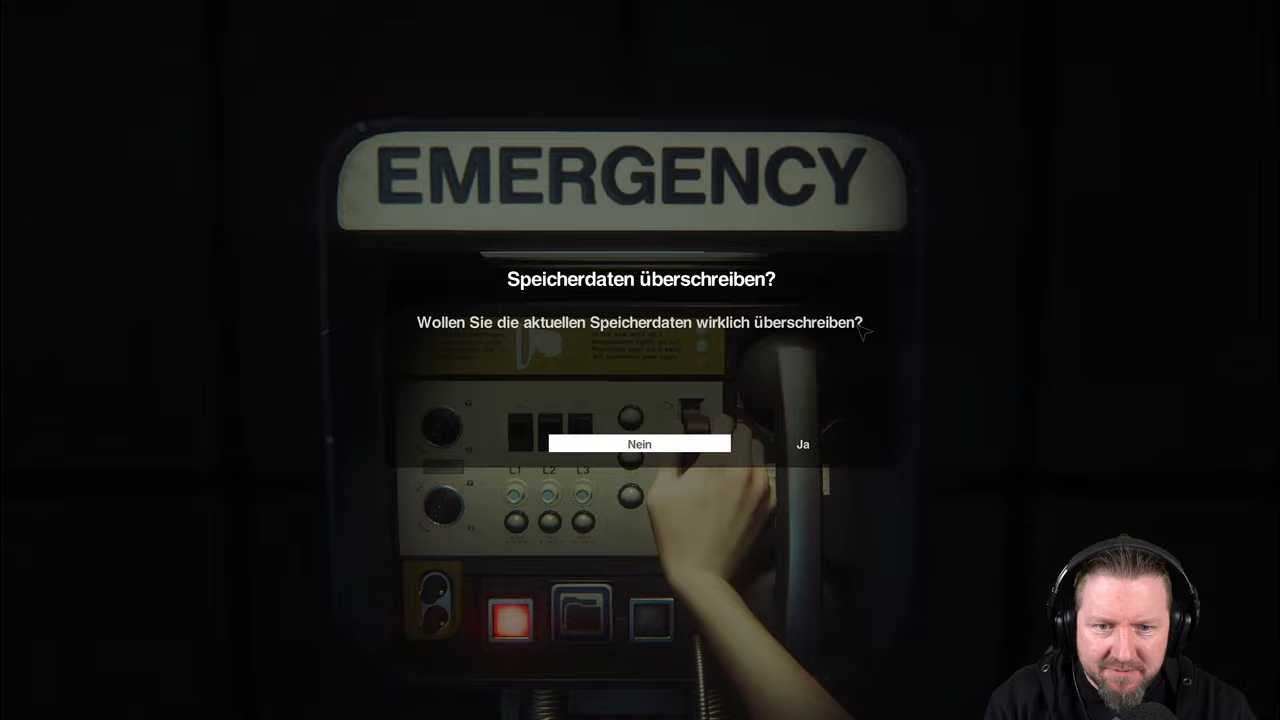 EMERGENCY
Speicherdaten überschreiben?
Wollen Sie die aktuellen Speicherdaten wirklich überschreiben?
Nein
Ja
L1 L2 L3